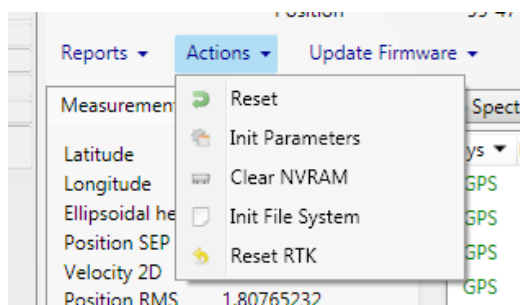 Position
Reports Actions Update Firmware
Reset
Init Parameters
Clear NVRAM
Init File System
Reset RTK
Measuremen
Spect
Latitude
Longitude
Ellipsoidal he
Position SEP
Velocity 2D
Position RMS 1.80765232
ys
GPS
GPS
GPS
GPS